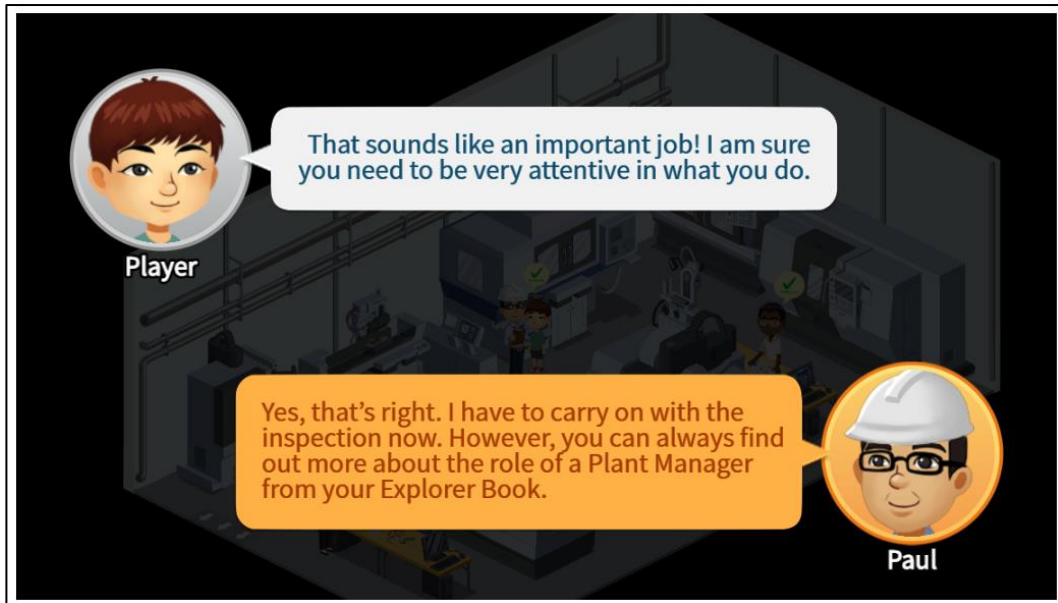 That sounds like an important job! I am sure
you need to be very attentive in what you do.
Player
Yes, that's right. I have to carry on with the
inspection now. However, you can always find
out more about the role of a Plant Manager
from your Explorer Book.
Paul